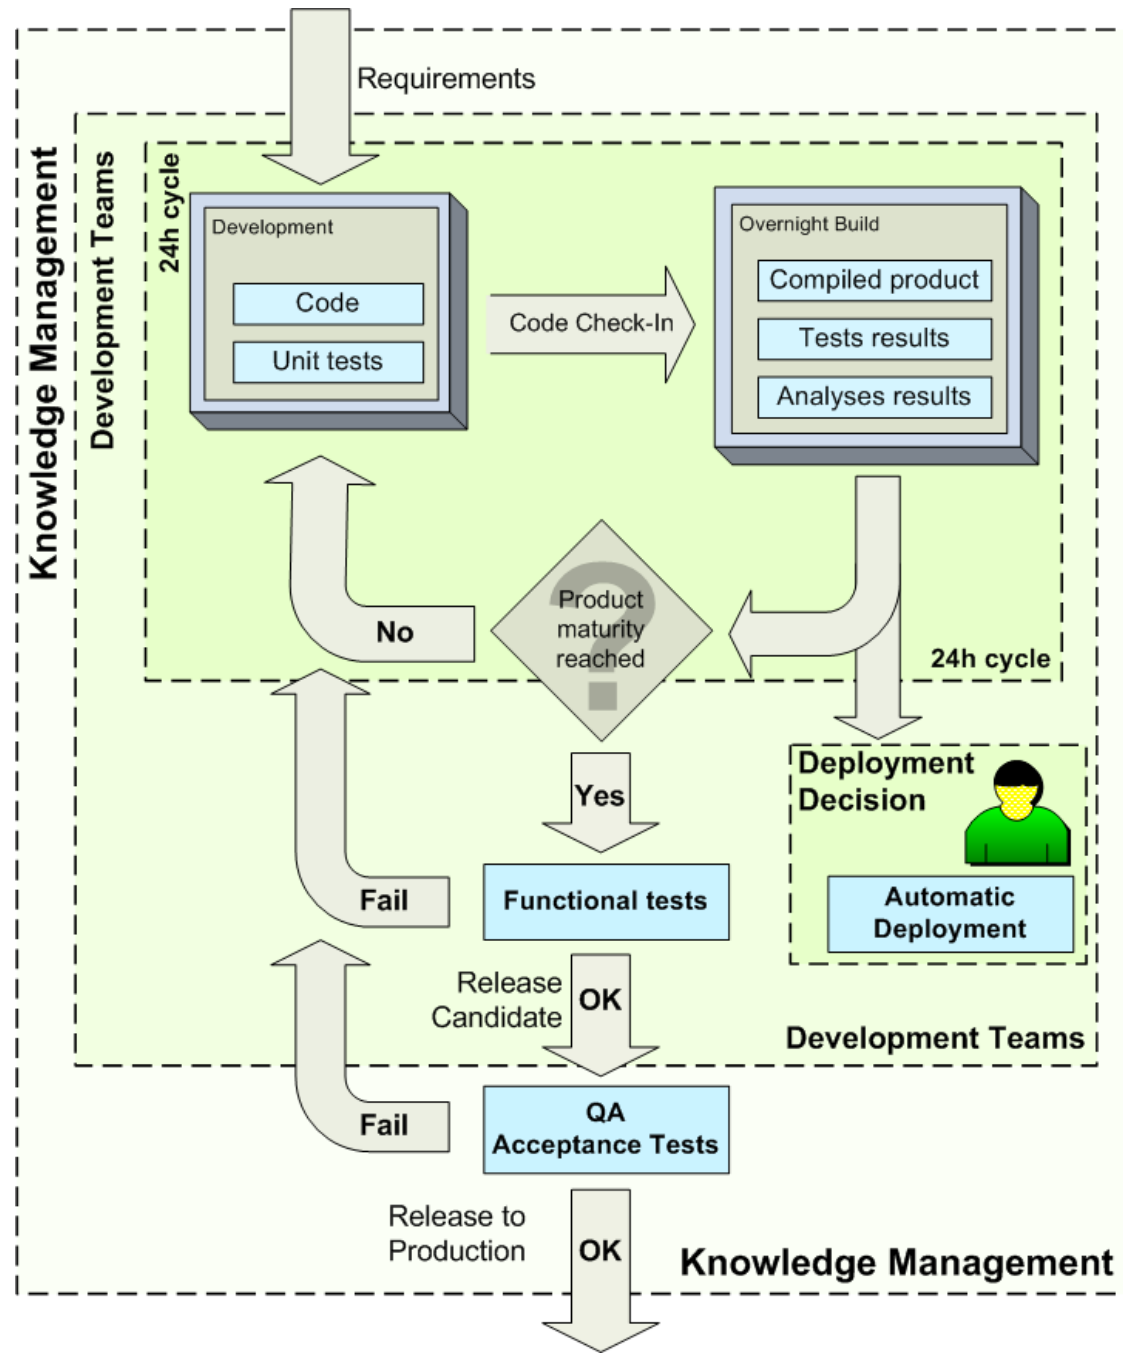 Requirements
Knowledge Management
Development Teams
24h cycle
Development
Code
Unit tests
Code Check-In
Overnight Build
Compiled product
Tests results
Analyses results
?
Product
maturity
reached
No
24h cycle
Yes
Deployment
Decision
Automatic
Deployment
Functional tests
Fail
Release
Candidate
OK
Development Teams
QA
Acceptance Tests
Fail
Release to
Production
OK
Knowledge Management